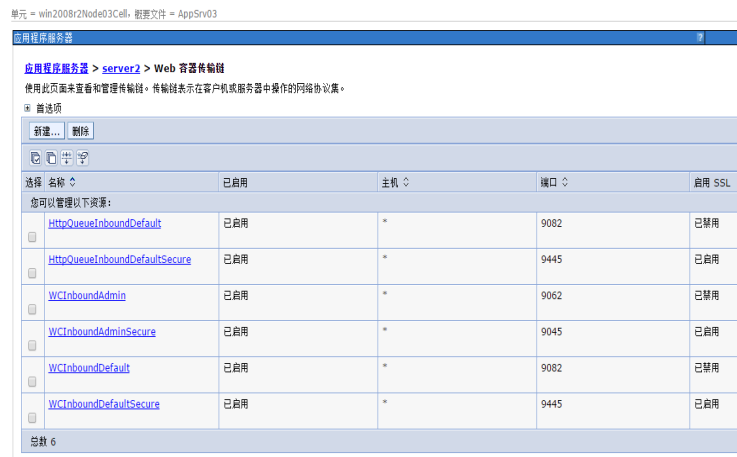 单元 = win2008r2Node03Cell，概要文件 = AppSrv03
应用程序服务器
?
应用程序服务器 > server2 > Web 容器传输链
使用此页面来查看和管理传输链。传输链表示在客户机或服务器中操作的网络协议集。
首选项
新建... 删除
选择 名称 已启用 主机 端口 启用 SSL
您可以管理以下资源:
HttpQueueInboundDefault 已启用 * 9082 已禁用
HttpQueueInboundDefaultSecure 已启用 * 9445 已启用
WCInboundAdmin 已启用 * 9062 已禁用
WCInboundAdminSecure 已启用 * 9045 已启用
WCInboundDefault 已启用 * 9082 已禁用
WCInboundDefaultSecure 已启用 * 9445 已启用
总数 6